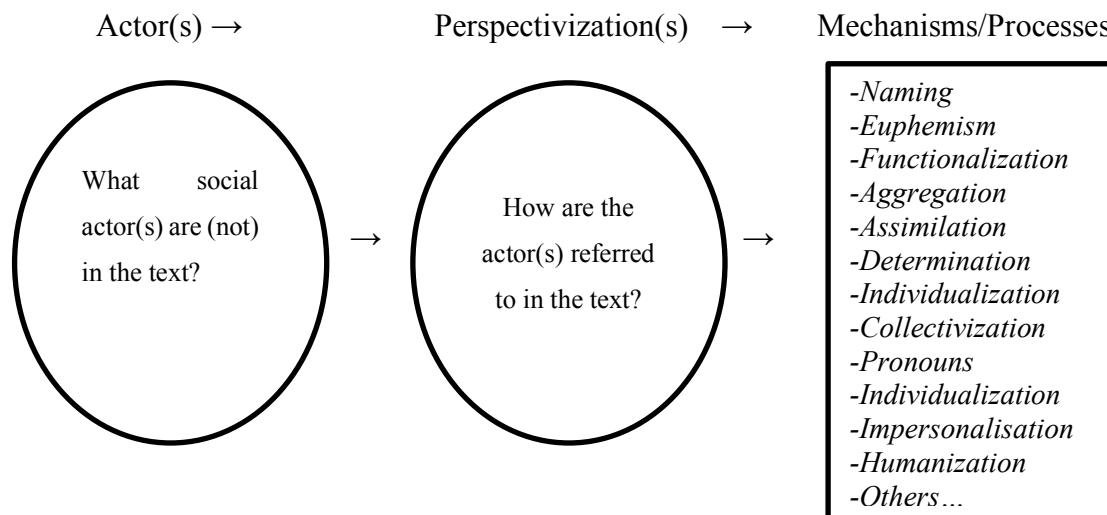 Actor(s) → Perspectivization(s) → Mechanisms/Processes
What social
actor(s) are (not)
in the text?
→
How are the
actor(s) referred
to in the text?
→
-Naming
-Euphemism
-Functionalization
-Aggregation
-Assimilation
-Determination
-Individualization
-Collectivization
-Pronouns
-Individualization
-Impersonalisation
-Humanization
-Others…